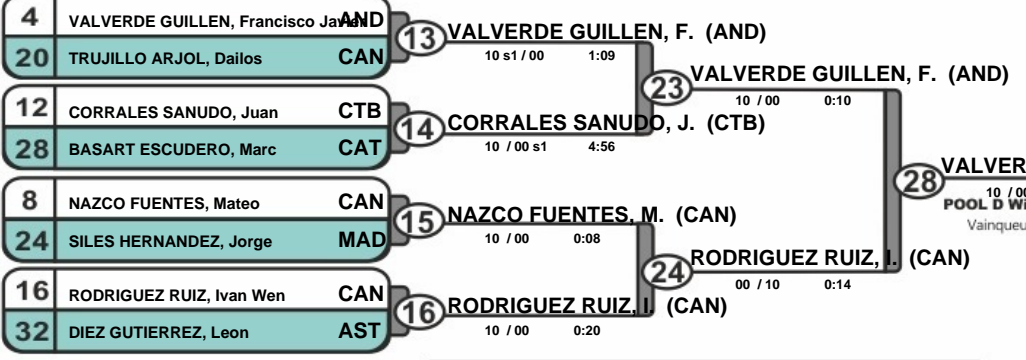 4 VALVERDE GUILLEN, Francisco Javier AND
20 TRUJILLO ARJOL, Dailos CAN
13 VALVERDE GUILLEN, F. (AND)
10 s1 / 00 1:09
12 CORRALES SANUDO, Juan CTB
28 BASART ESCUDERO, Marc CAT
14 CORRALES SANUDO, J. (CTB)
10 / 00 s1 4:56
23 VALVERDE GUILLEN, F. (AND)
10 / 00 0:10
8 NAZCO FUENTES, Mateo CAN
24 SILES HERNANDEZ, Jorge MAD
15 NAZCO FUENTES, M. (CAN)
10 / 00 0:08
16 RODRIGUEZ RUIZ, Ivan Wen CAN
32 DIEZ GUTIERREZ, Leon AST
16 RODRIGUEZ RUIZ, I. (CAN)
10 / 00 0:20
24 RODRIGUEZ RUIZ, I. (CAN)
00 / 10 0:14
28 VALVER
10 / 00
POOL D Wi
Vainqueu